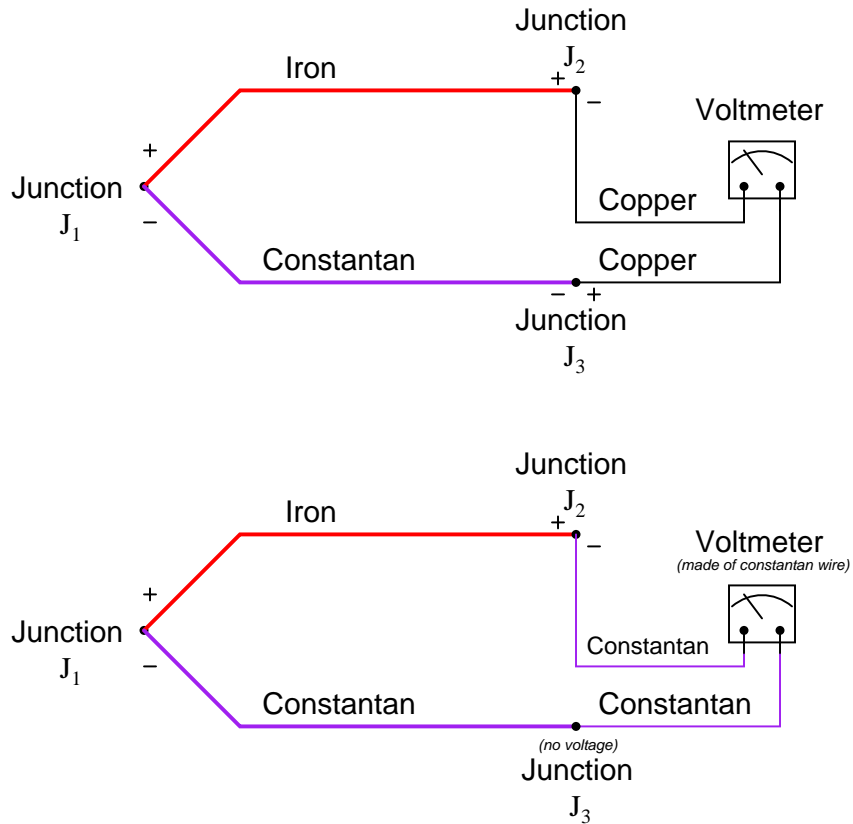 Junction
J2
Iron
+
−
Voltmeter
+
Junction
J1
−
Copper
Constantan
Copper
− +
Junction
J3
Junction
J2
Iron
+
−
Voltmeter
(made of constantan wire)
+
Junction
J1
−
Constantan
Constantan
Constantan
(no voltage)
Junction
J3